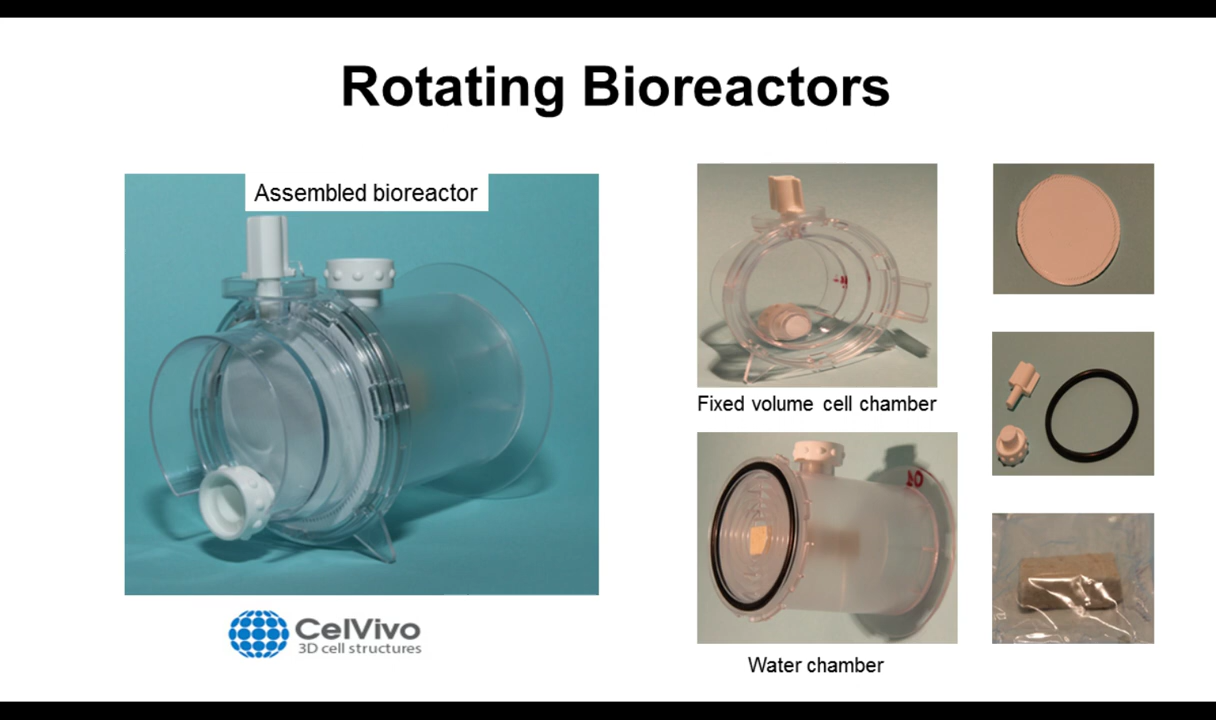 Rotating Bioreactors
Assembled bioreactor
Fixed volume cell chamber
Water chamber
CelVivo
3D cell structures